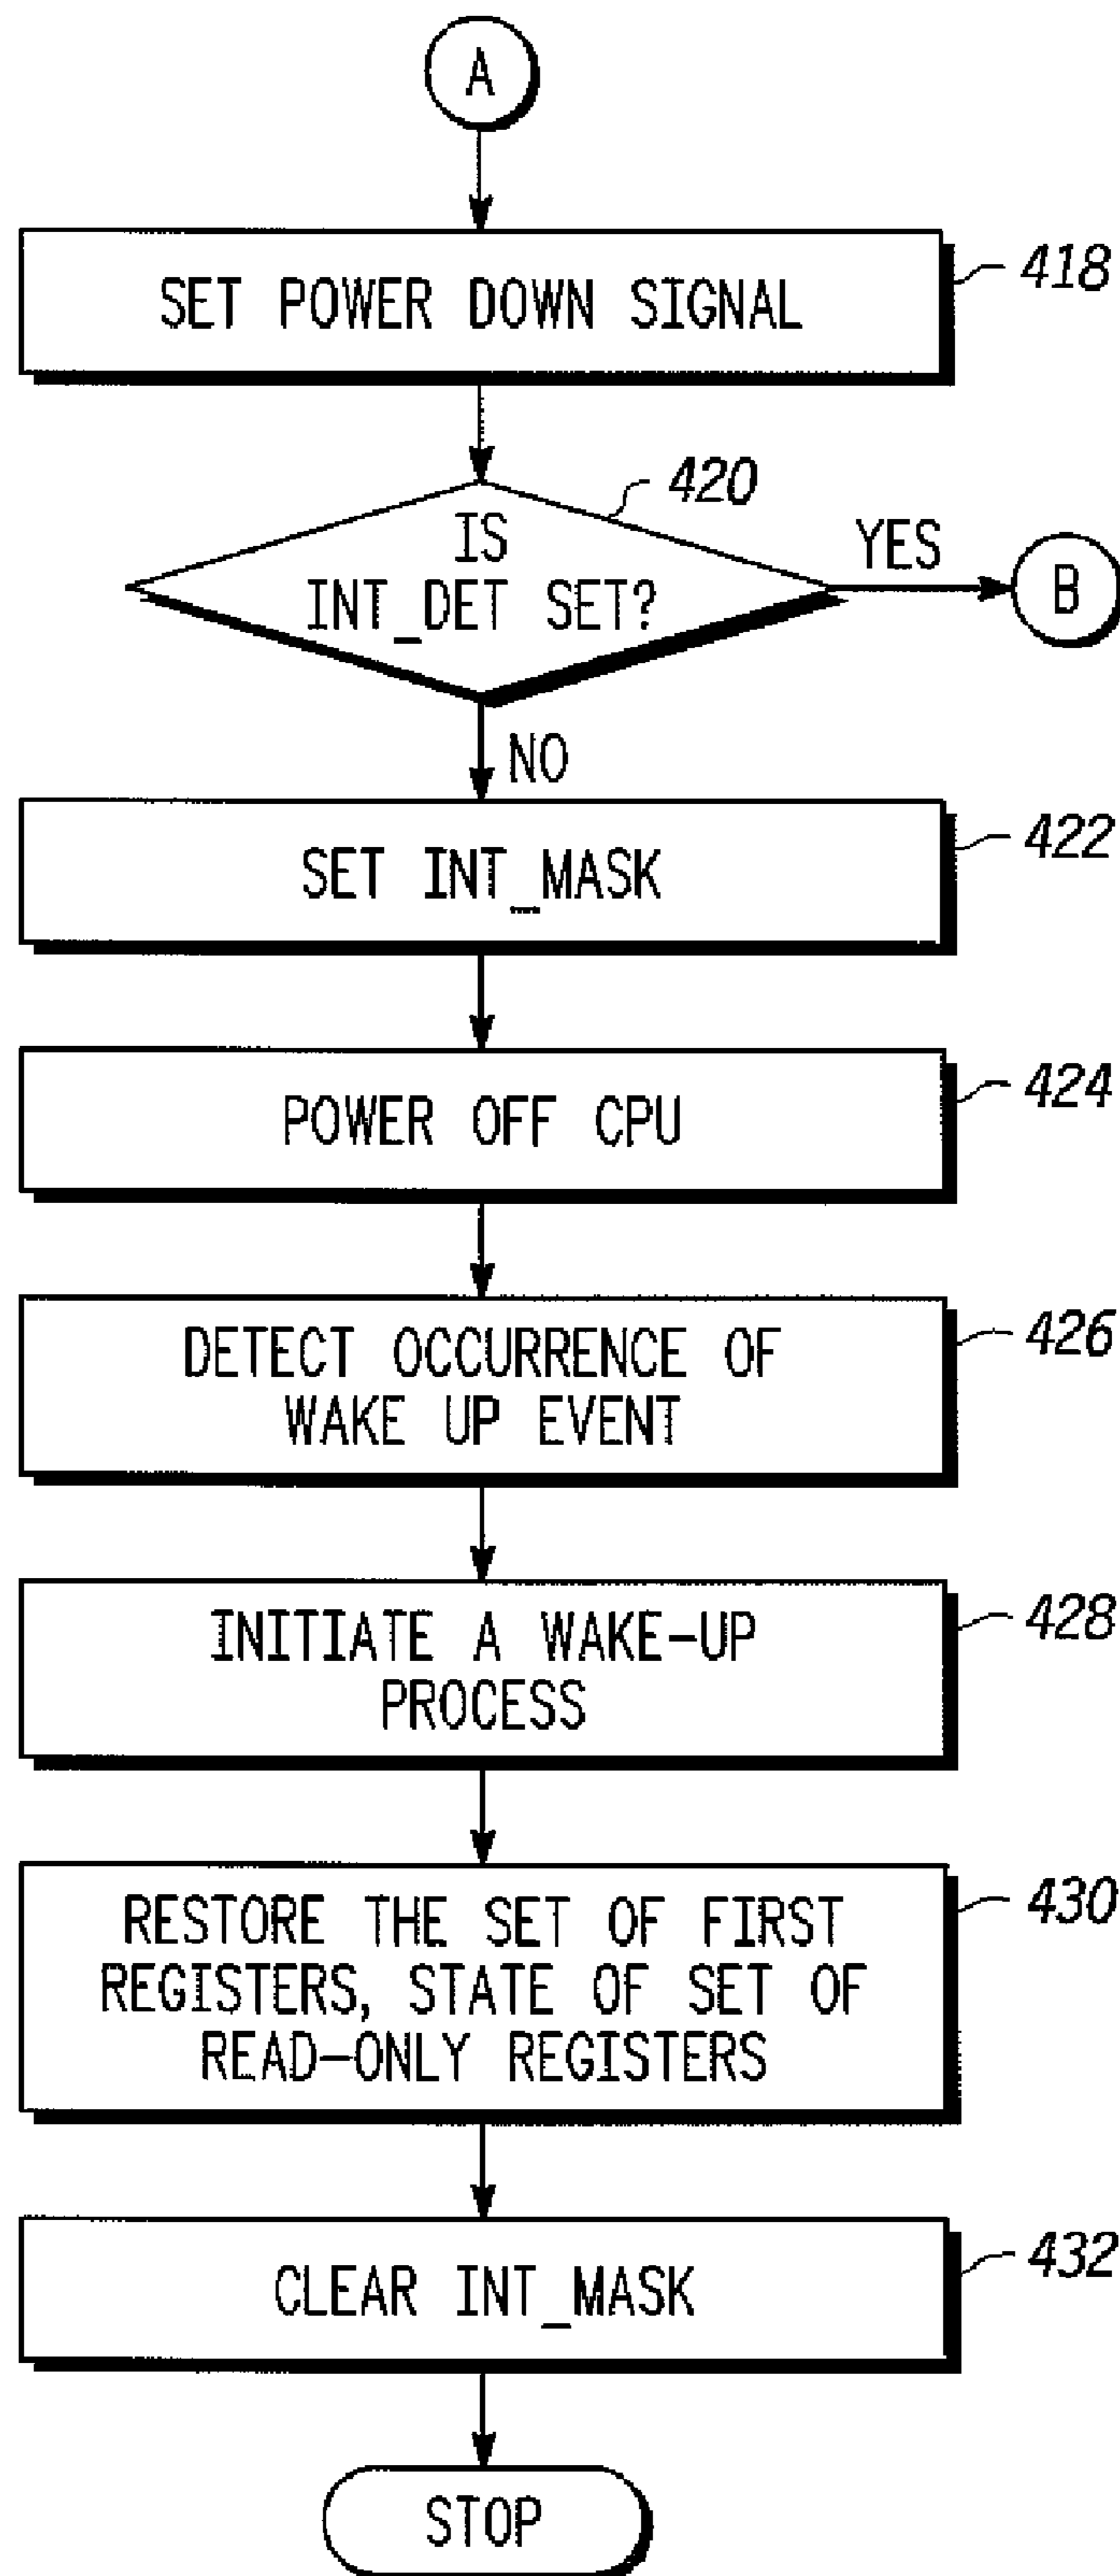 A
SET POWER DOWN SIGNAL
418
420
IS
INT_DET SET?
YES
B
NO
SET INT_MASK
422
POWER OFF CPU
424
DETECT OCCURRENCE OF
WAKE UP EVENT
426
INITIATE A WAKE-UP
PROCESS
428
RESTORE THE SET OF FIRST
REGISTERS, STATE OF SET OF
READ-ONLY REGISTERS
430
CLEAR INT_MASK
432
STOP